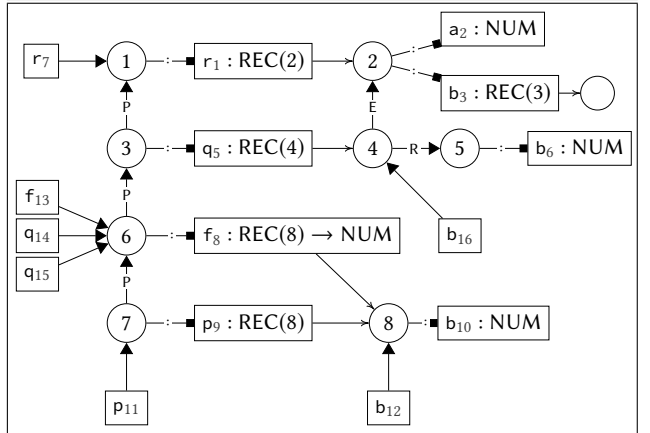 a₂ : NUM
r₇ 1 : r₁ : REC(2) 2 :
: b₃ : REC(3)
P E
3 : q₅ : REC(4) 4 R 5 : b₆ : NUM
P
f₁₃
q₁₄ 6 : f₈ : REC(8) → NUM b₁₆
q₁₅
P
7 : p₉ : REC(8) 8 : b₁₀ : NUM
p₁₁ b₁₂